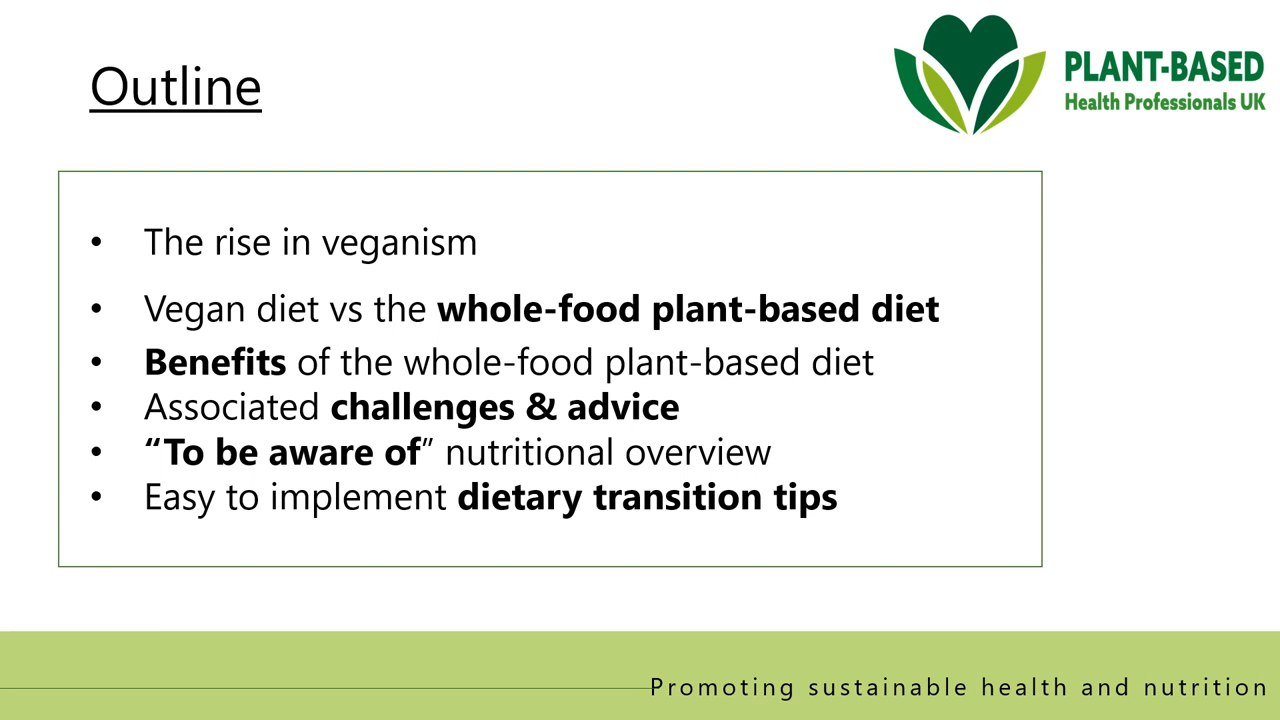 Outline
PLANT-BASED
Health Professionals UK
• The rise in veganism
• Vegan diet vs the whole-food plant-based diet
• Benefits of the whole-food plant-based diet
• Associated challenges & advice
• “To be aware of” nutritional overview
• Easy to implement dietary transition tips
Promoting sustainable health and nutrition